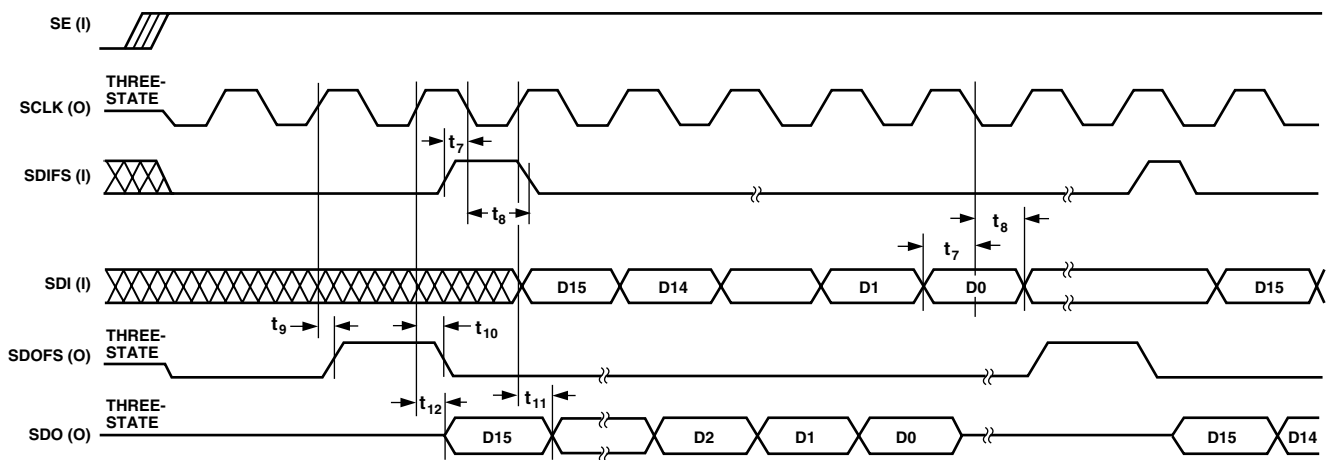 SE (I)
THREE-
STATE
SCLK (O)
t7
SDIFS (I)
t8
t8
t7
SDI (I)
D15
D14
D1
D0
D15
t9
t10
THREE-
STATE
SDOFS (O)
t12
t11
THREE-
STATE
SDO (O)
D15
D2
D1
D0
D15
D14